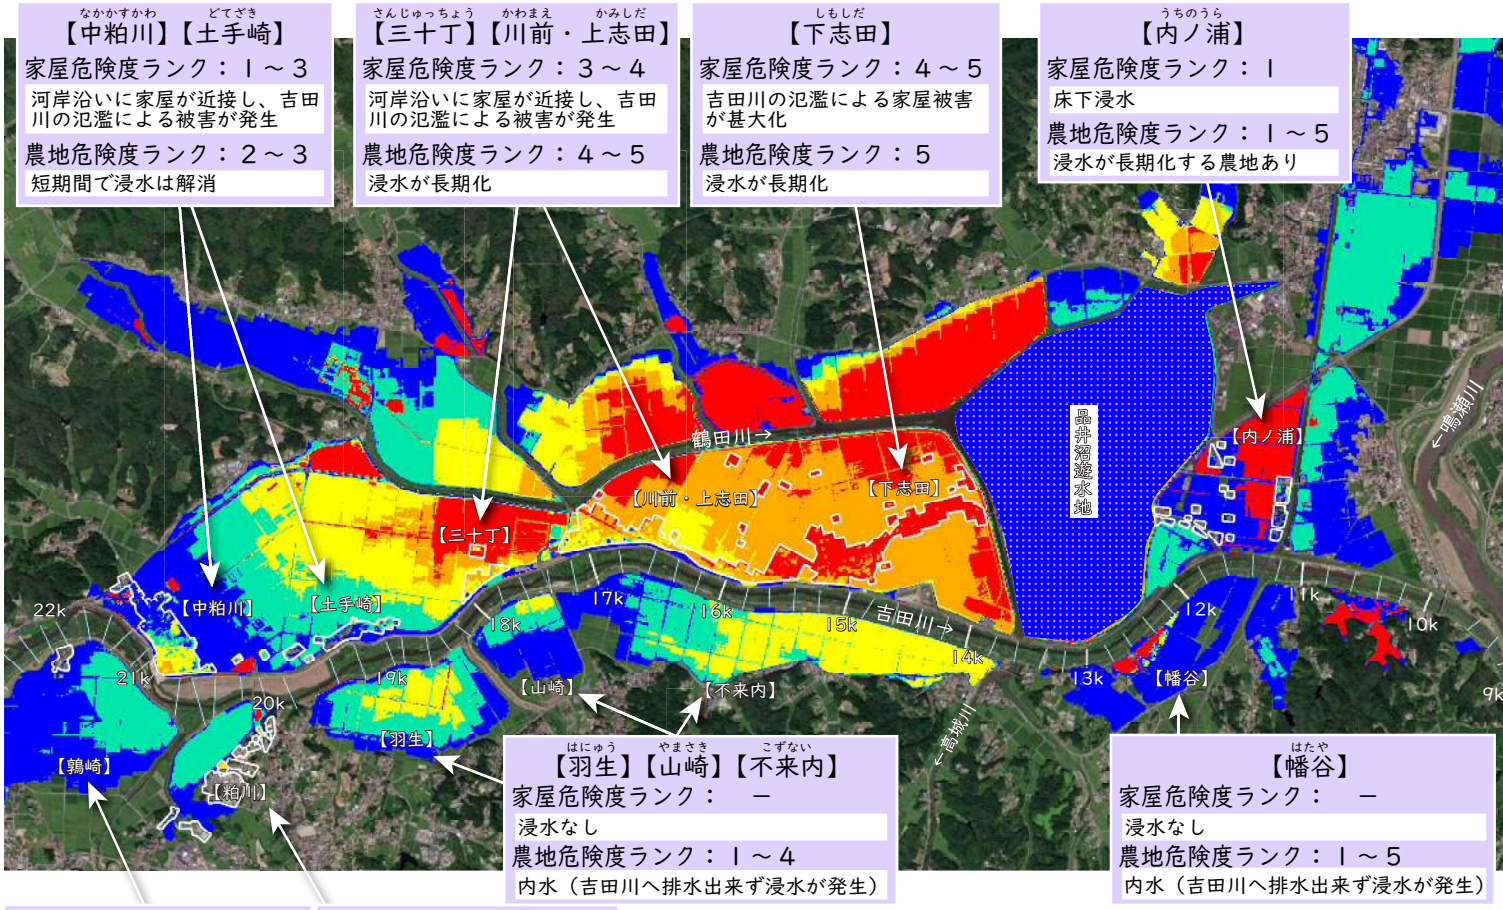 なかかすかわ どてざき
【中粕川】【土手崎】
家屋危険度ランク：１～３
河岸沿いに家屋が近接し、吉田
川の氾濫による被害が発生
農地危険度ランク：２～３
短期間で浸水は解消
さんじゅっちょう かわまえ かみしだ
【三十丁】【川前・上志田】
家屋危険度ランク：３～４
河岸沿いに家屋が近接し、吉田
川の氾濫による被害が発生
農地危険度ランク：４～５
浸水が長期化
しもしだ
【下志田】
家屋危険度ランク：４～５
吉田川の氾濫による家屋被害
が甚大化
農地危険度ランク：５
浸水が長期化
うちのうら
【内ノ浦】
家屋危険度ランク：１
床下浸水
農地危険度ランク：１～５
浸水が長期化する農地あり
鶴田川→
品井沼遊水地
←鳴瀬川
【内ノ浦】
【川前・上志田】
【下志田】
【三十丁】
【中粕川】
【土手崎】
吉田川→
22k
21k
20k
19k
18k
17k
16k
15k
14k
13k
12k
11k
10k
9k
【山崎】
【不来内】
【幡谷】
←高城川
【羽生】
【鶉崎】
【粕川】
はにゅう やまさき こずない
【羽生】【山崎】【不来内】
家屋危険度ランク： －
浸水なし
農地危険度ランク：１～４
内水（吉田川へ排水出来ず浸水が発生）
はたや
【幡谷】
家屋危険度ランク： －
浸水なし
農地危険度ランク：１～５
内水（吉田川へ排水出来ず浸水が発生）